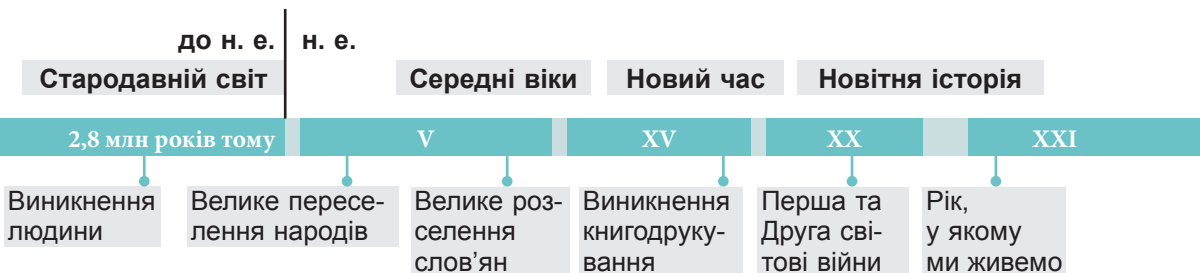 до н. е. н. е.
Стародавній світ Середні віки Новий час Новітня історія
2,8 млн років тому V XV XX XXI
Виникнення
людини
Велике пересе-
лення народів
Велике роз-
селення
слов’ян
Виникнення
книгодруку-
вання
Перша та
Друга сві-
тові війни
Рік,
у якому
ми живемо